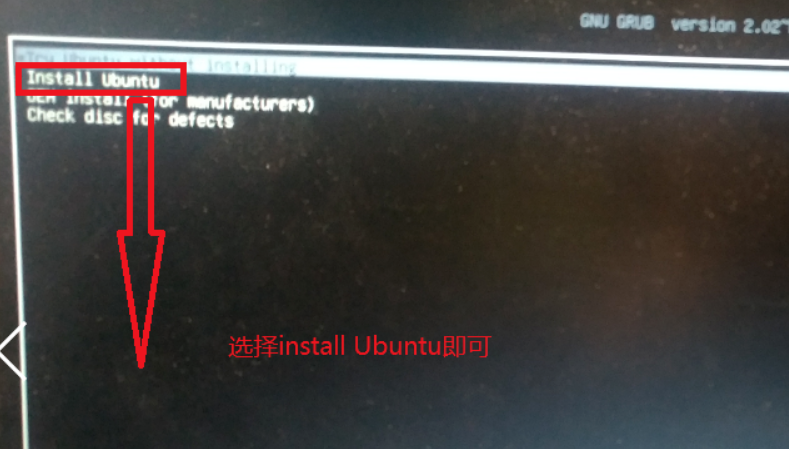 GNU GRUB version 2.02~
*Try Ubuntu without installing
Install Ubuntu
OEM install (for manufacturers)
Check disc for defects
选择install Ubuntu即可